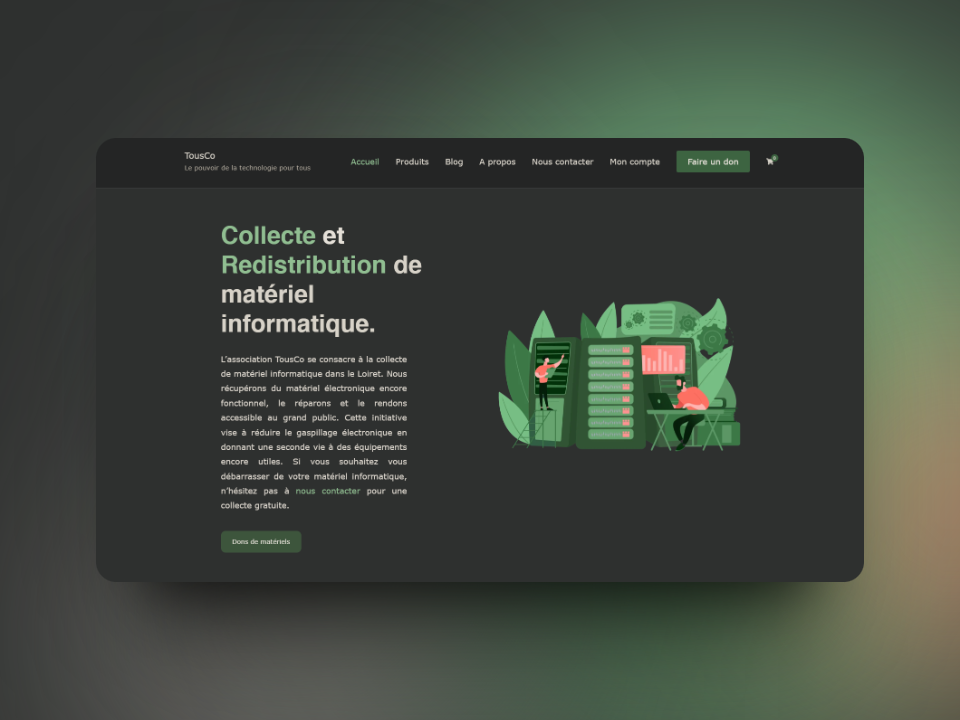 TousCo
Le pouvoir de la technologie pour tous
Accueil Produits Blog A propos Nous contacter Mon compte Faire un don
Collecte et
Redistribution de
matériel
informatique.
L'association TousCo se consacre à la collecte
de matériel informatique dans le Loiret. Nous
récupérons du matériel électronique encore
fonctionnel, le réparons et le rendons
accessible au grand public. Cette initiative
vise à réduire le gaspillage électronique en
donnant une seconde vie à des équipements
encore utiles. Si vous souhaitez vous
débarrasser de votre matériel informatique,
n'hésitez pas à nous contacter pour une
collecte gratuite.
Dons de matériels